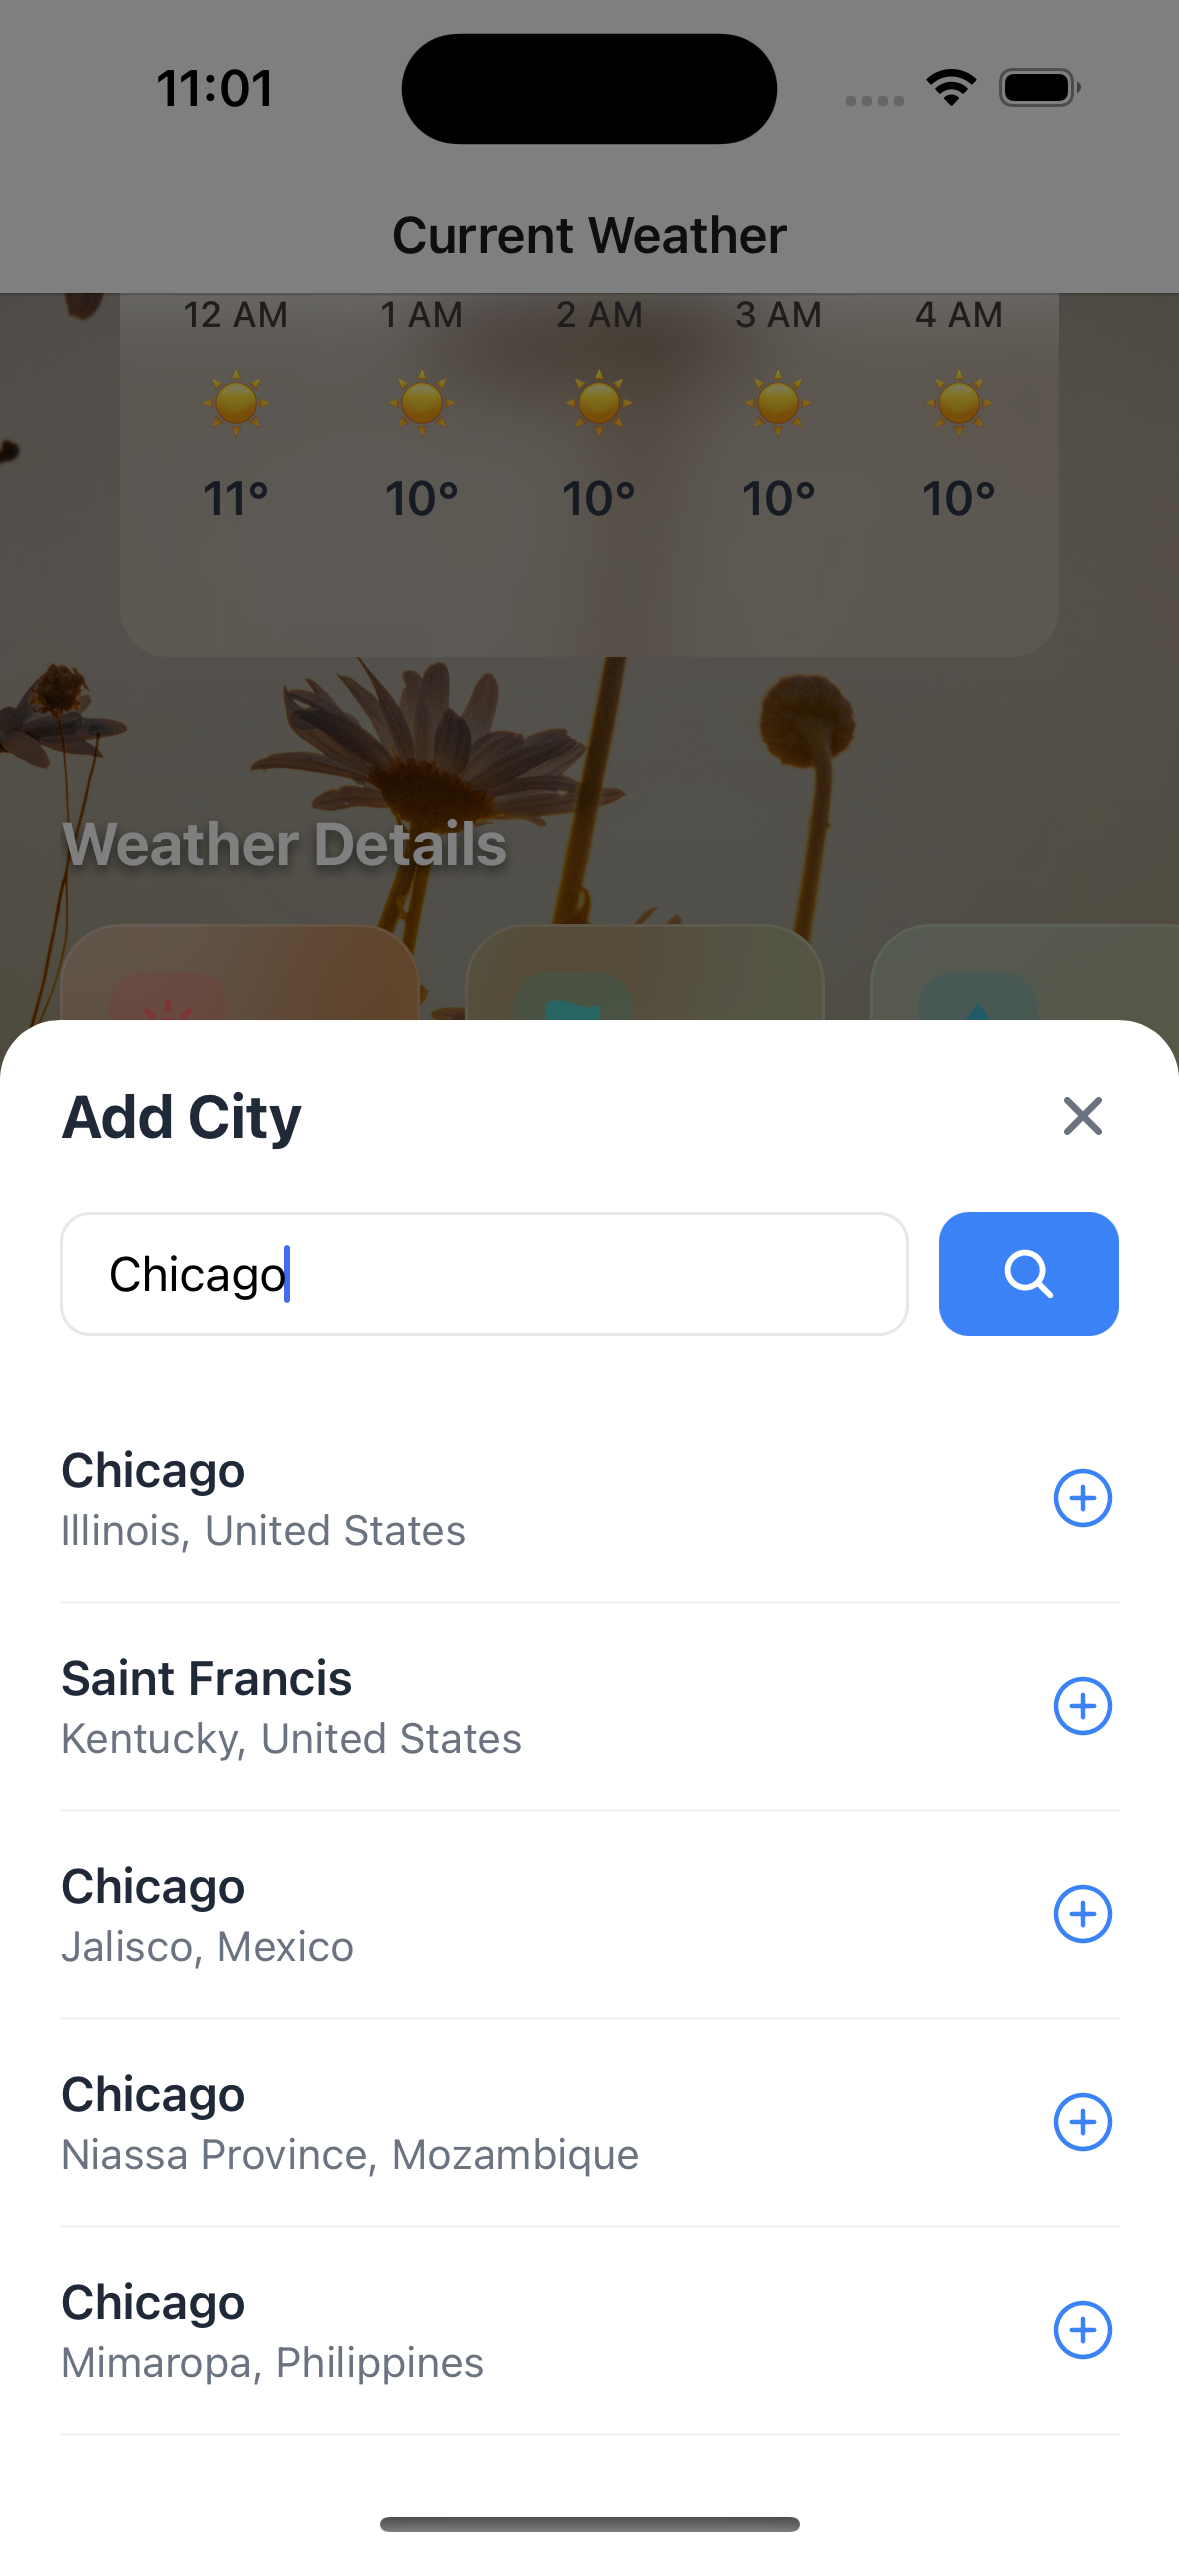 11:01
Current Weather
12 AM 1 AM 2 AM 3 AM 4 AM
11° 10° 10° 10° 10°
Weather Details
Add City
Chicago
Chicago
Illinois, United States
Saint Francis
Kentucky, United States
Chicago
Jalisco, Mexico
Chicago
Niassa Province, Mozambique
Chicago
Mimaropa, Philippines